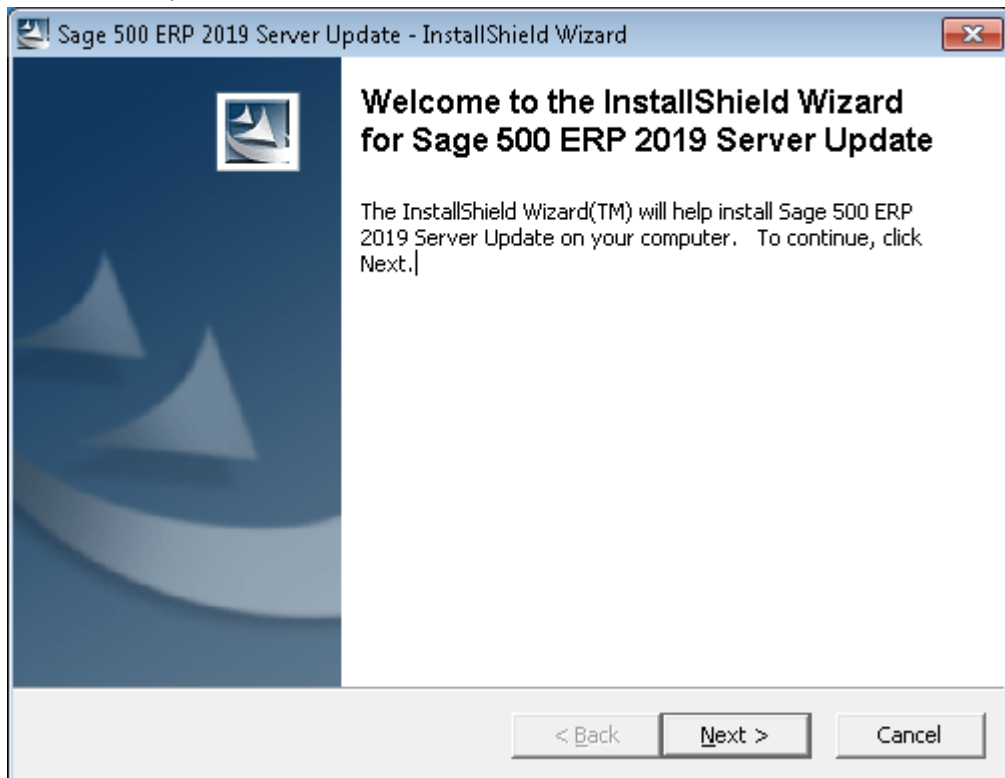 Sage 500 ERP 2019 Server Update - InstallShield Wizard
Welcome to the InstallShield Wizard
for Sage 500 ERP 2019 Server Update
The InstallShield Wizard(TM) will help install Sage 500 ERP
2019 Server Update on your computer.   To continue, click
Next.
< Back
Next >
Cancel